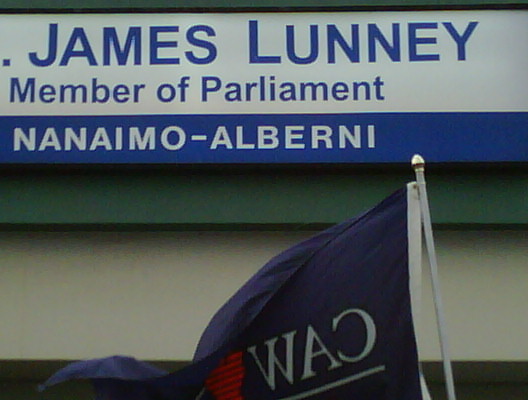 . JAMES LUNNEY
Member of Parliament
NANAIMO-ALBERNI
CAW